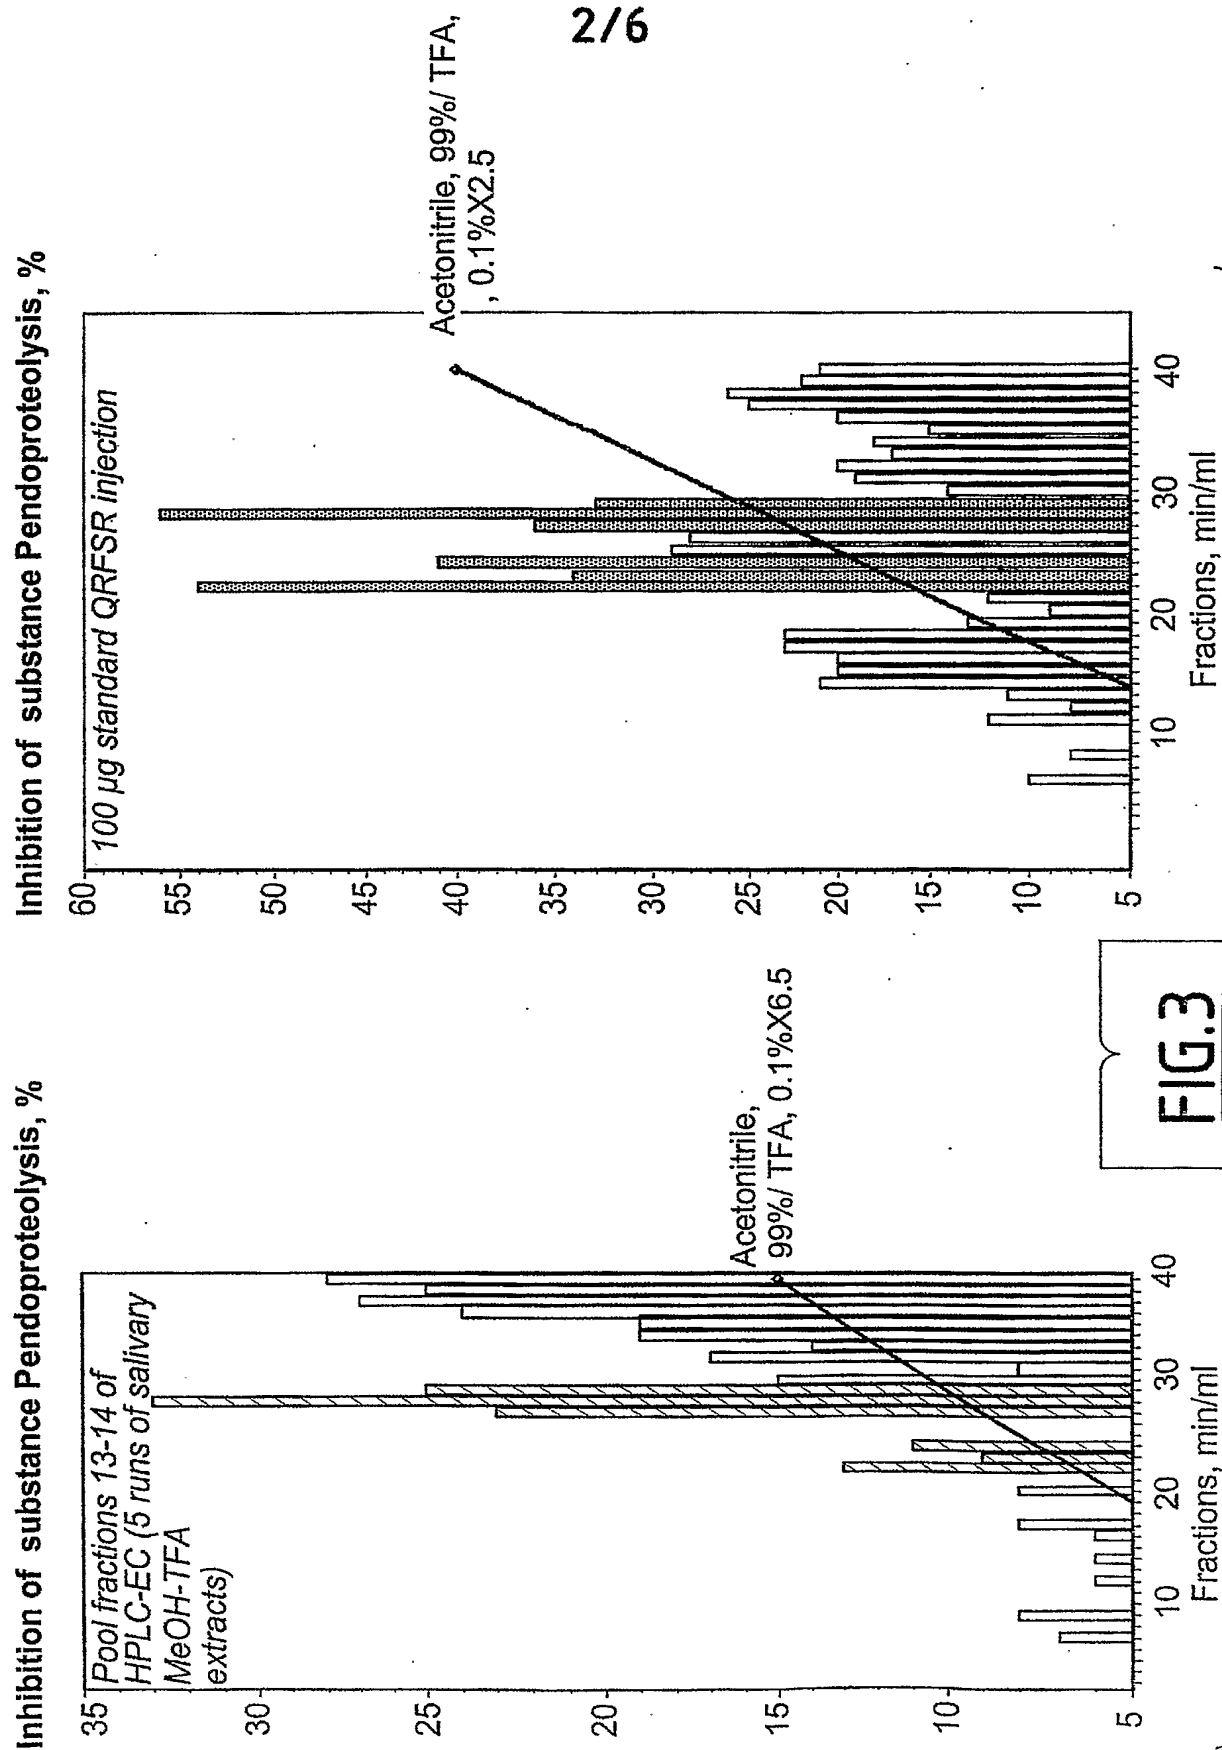 2/6
Inhibition of substance Pendoproteolysis, %
35
30
25
20
15
10
5
Pool fractions 13-14 of
HPLC-EC (5 runs of salivary
MeOH-TFA
extracts)
Acetonitrile,
99%/ TFA, 0.1%X6.5
10
20
30
40
Fractions, min/ml
Inhibition of substance Pendoproteolysis, %
60
55
50
45
40
35
30
25
20
15
10
5
100 µg standard QRFSR injection
Acetonitrile, 99%/ TFA,
, 0.1%X2.5
10
20
30
40
Fractions, min/ml
FIG.3